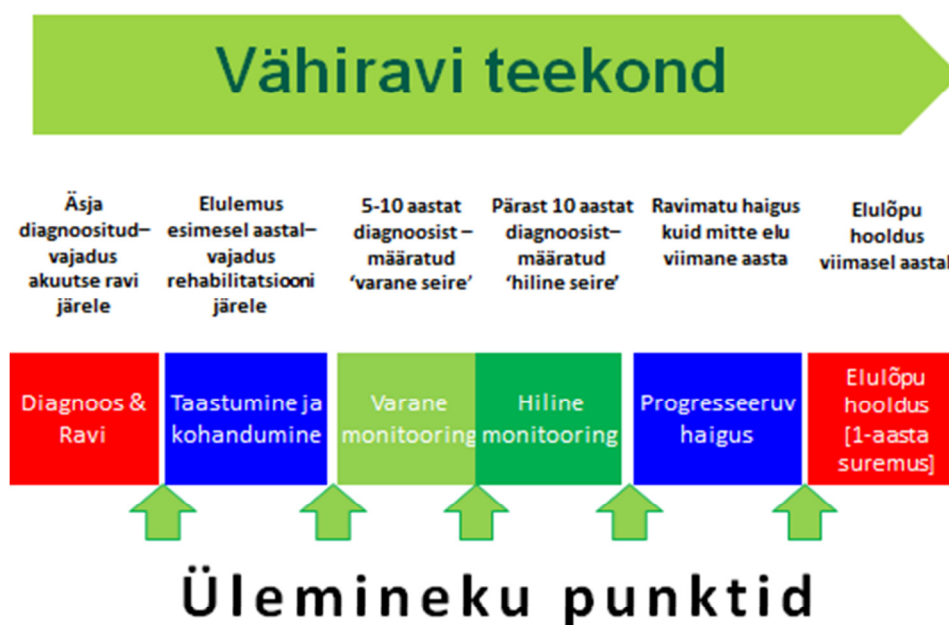 Vähiravi teekond
Äsja
diagnoositud–
vajadus
akuutse ravi
järele
Elulemus
esimesel aastal–
vajadus
rehabilitatsiooni
järele
5-10 aastat
diagnoosist –
määratud
‘varane seire’
Pärast 10 aastat
diagnoosist–
määratud
‘hiline seire’
Ravimatu haigus
kuid mitte elu
viimane aasta
Elulõpu
hooldus
viimasel aastal
Diagnoos &
Ravi
Taastumine ja
kohandumine
Varane
monitooring
Hiline
monitooring
Progresseeruv
haigus
Elulõpu
hooldus
[1-aasta
suremus]
Ülemineku punktid